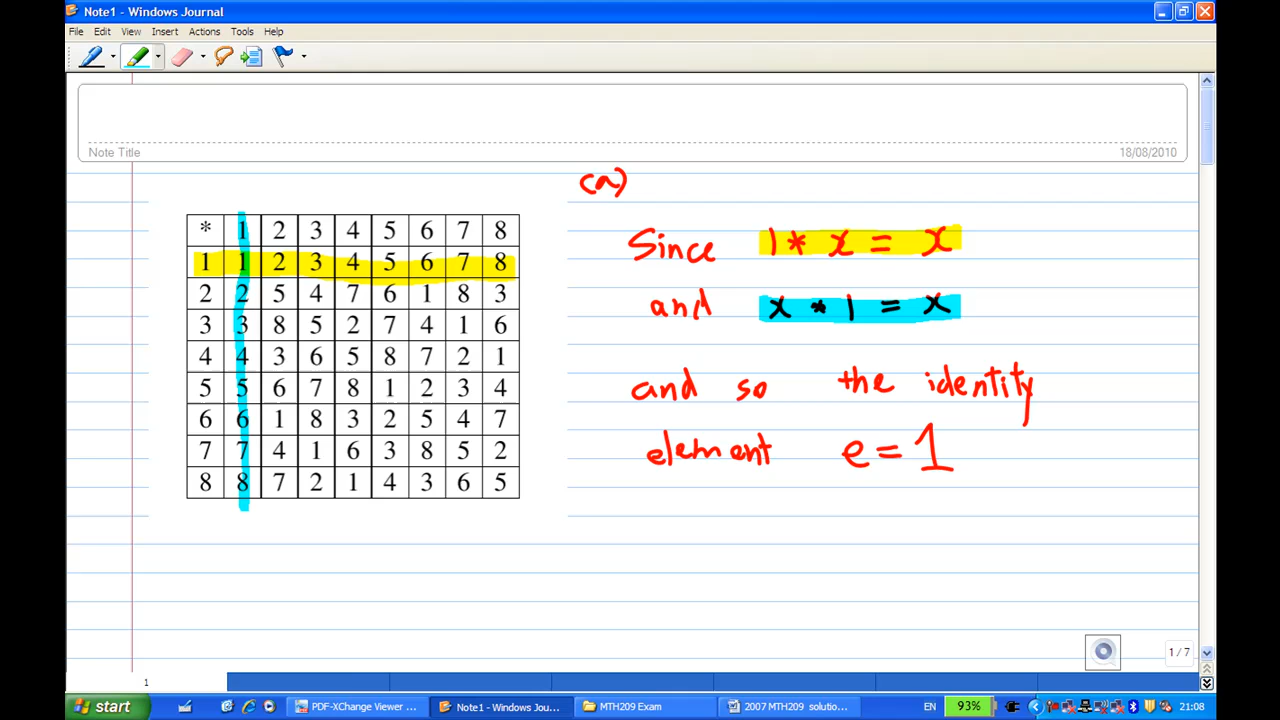 Note1 - Windows Journal
File Edit View Insert Actions Tools Help
Note Title
18/08/2010
(a)
* 1 2 3 4 5 6 7 8
1 1 2 3 4 5 6 7 8
2 2 5 4 7 6 1 8 3
3 3 8 5 2 7 4 1 6
4 4 3 6 5 8 7 2 1
5 5 6 7 8 1 2 3 4
6 6 1 8 3 2 5 4 7
7 7 4 1 6 3 8 5 2
8 8 7 2 1 4 3 6 5
Since 1 * x = x
and x * 1 = x
and so the identity
element e = 1
1 / 7
1
start
PDF-XChange Viewer ...
Note1 - Windows Jou...
MTH209 Exam
2007 MTH209 solutio...
EN
93%
21:08